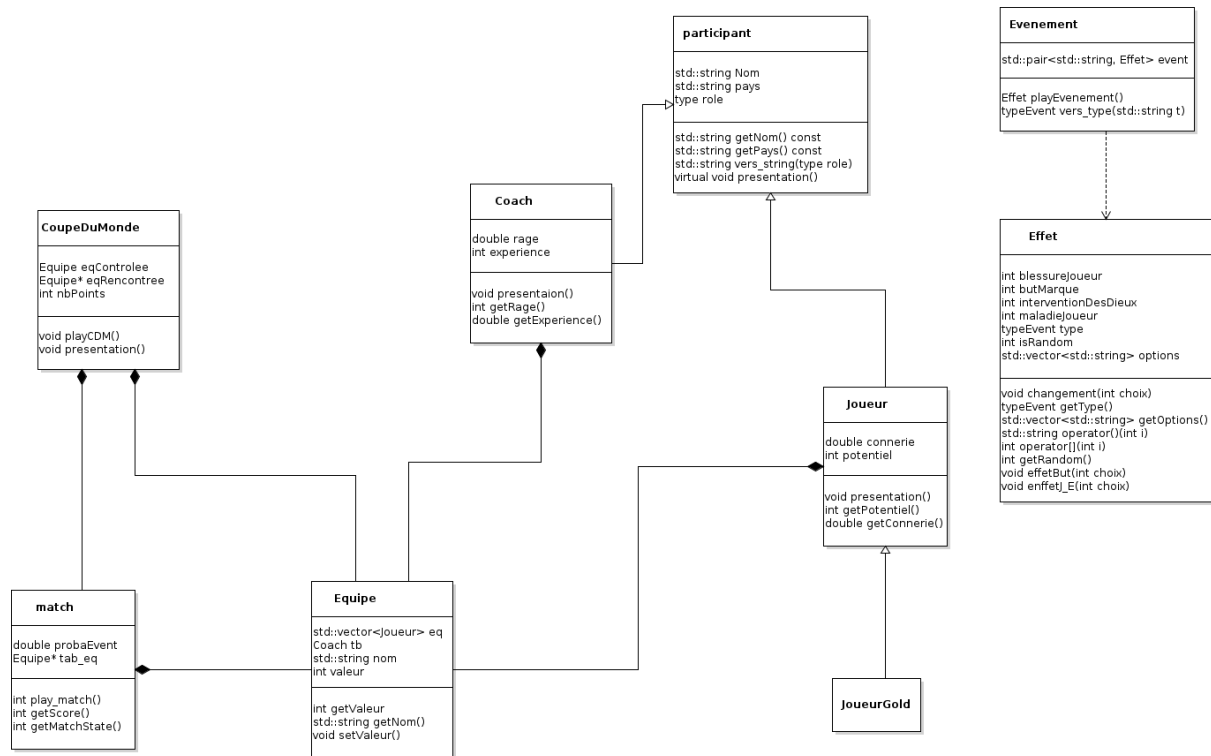 participant
std::string Nom
std::string pays
type role
std::string getNom() const
std::string getPays() const
std::string vers_string(type role)
virtual void presentation()
Evenement
std::pair<std::string, Effet> event
Effet playEvenement()
typeEvent vers_type(std::string t)
Coach
double rage
int experience
void presentaion()
int getRage()
double getExperience()
CoupeDuMonde
Equipe eqControlee
Equipe* eqRencontree
int nbPoints
void playCDM()
void presentation()
Effet
int blessureJoueur
int butMarque
int interventionDesDieux
int maladieJoueur
typeEvent type
int isRandom
std::vector<std::string> options
void changement(int choix)
typeEvent getType()
std::vector<std::string> getOptions()
std::string operator()(int i)
int operator[](int i)
int getRandom()
void effetBut(int choix)
void enffetJ_E(int choix)
Joueur
double connerie
int potentiel
void presentation()
int getPotentiel()
double getConnerie()
match
double probaEvent
Equipe* tab_eq
int play_match()
int getScore()
int getMatchState()
Equipe
std::vector<Joueur> eq
Coach tb
std::string nom
int valeur
int getValeur
std::string getNom()
void setValeur()
JoueurGold